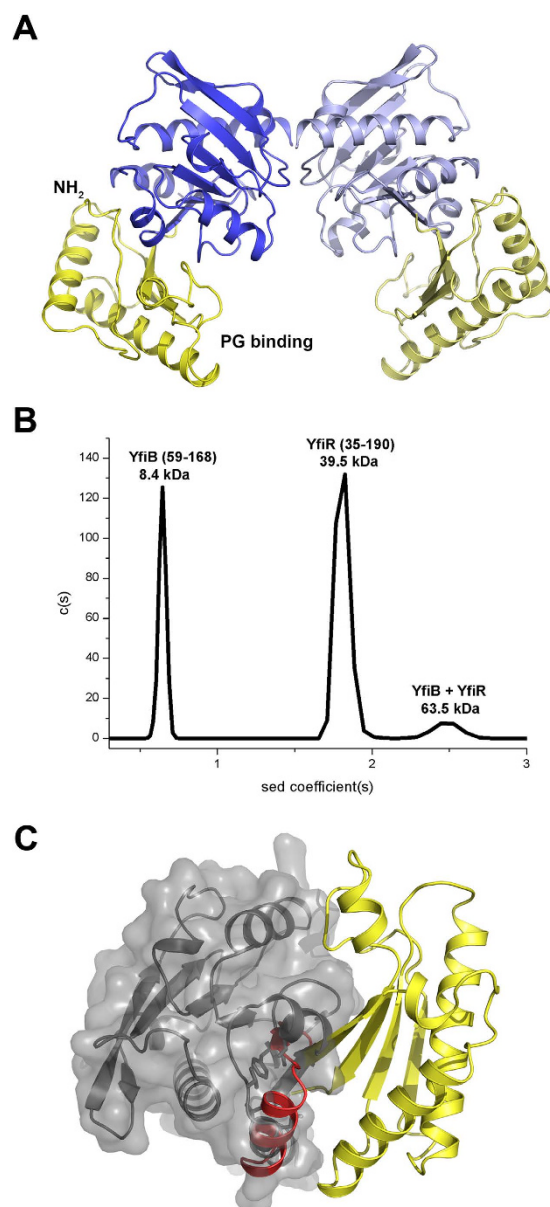 A
NH2
PG binding
B
YfiB (59-168)
8.4 kDa
YfiR (35-190)
39.5 kDa
YfiB + YfiR
63.5 kDa
140
120
100
80
60
40
20
0
c(s)
1
2
3
sed coefficient(s)
C